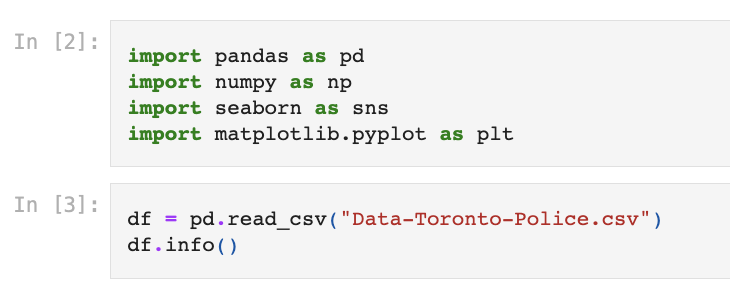 In [2]:
import pandas as pd
import numpy as np
import seaborn as sns
import matplotlib.pyplot as plt
In [3]:
df = pd.read_csv("Data-Toronto-Police.csv")
df.info()